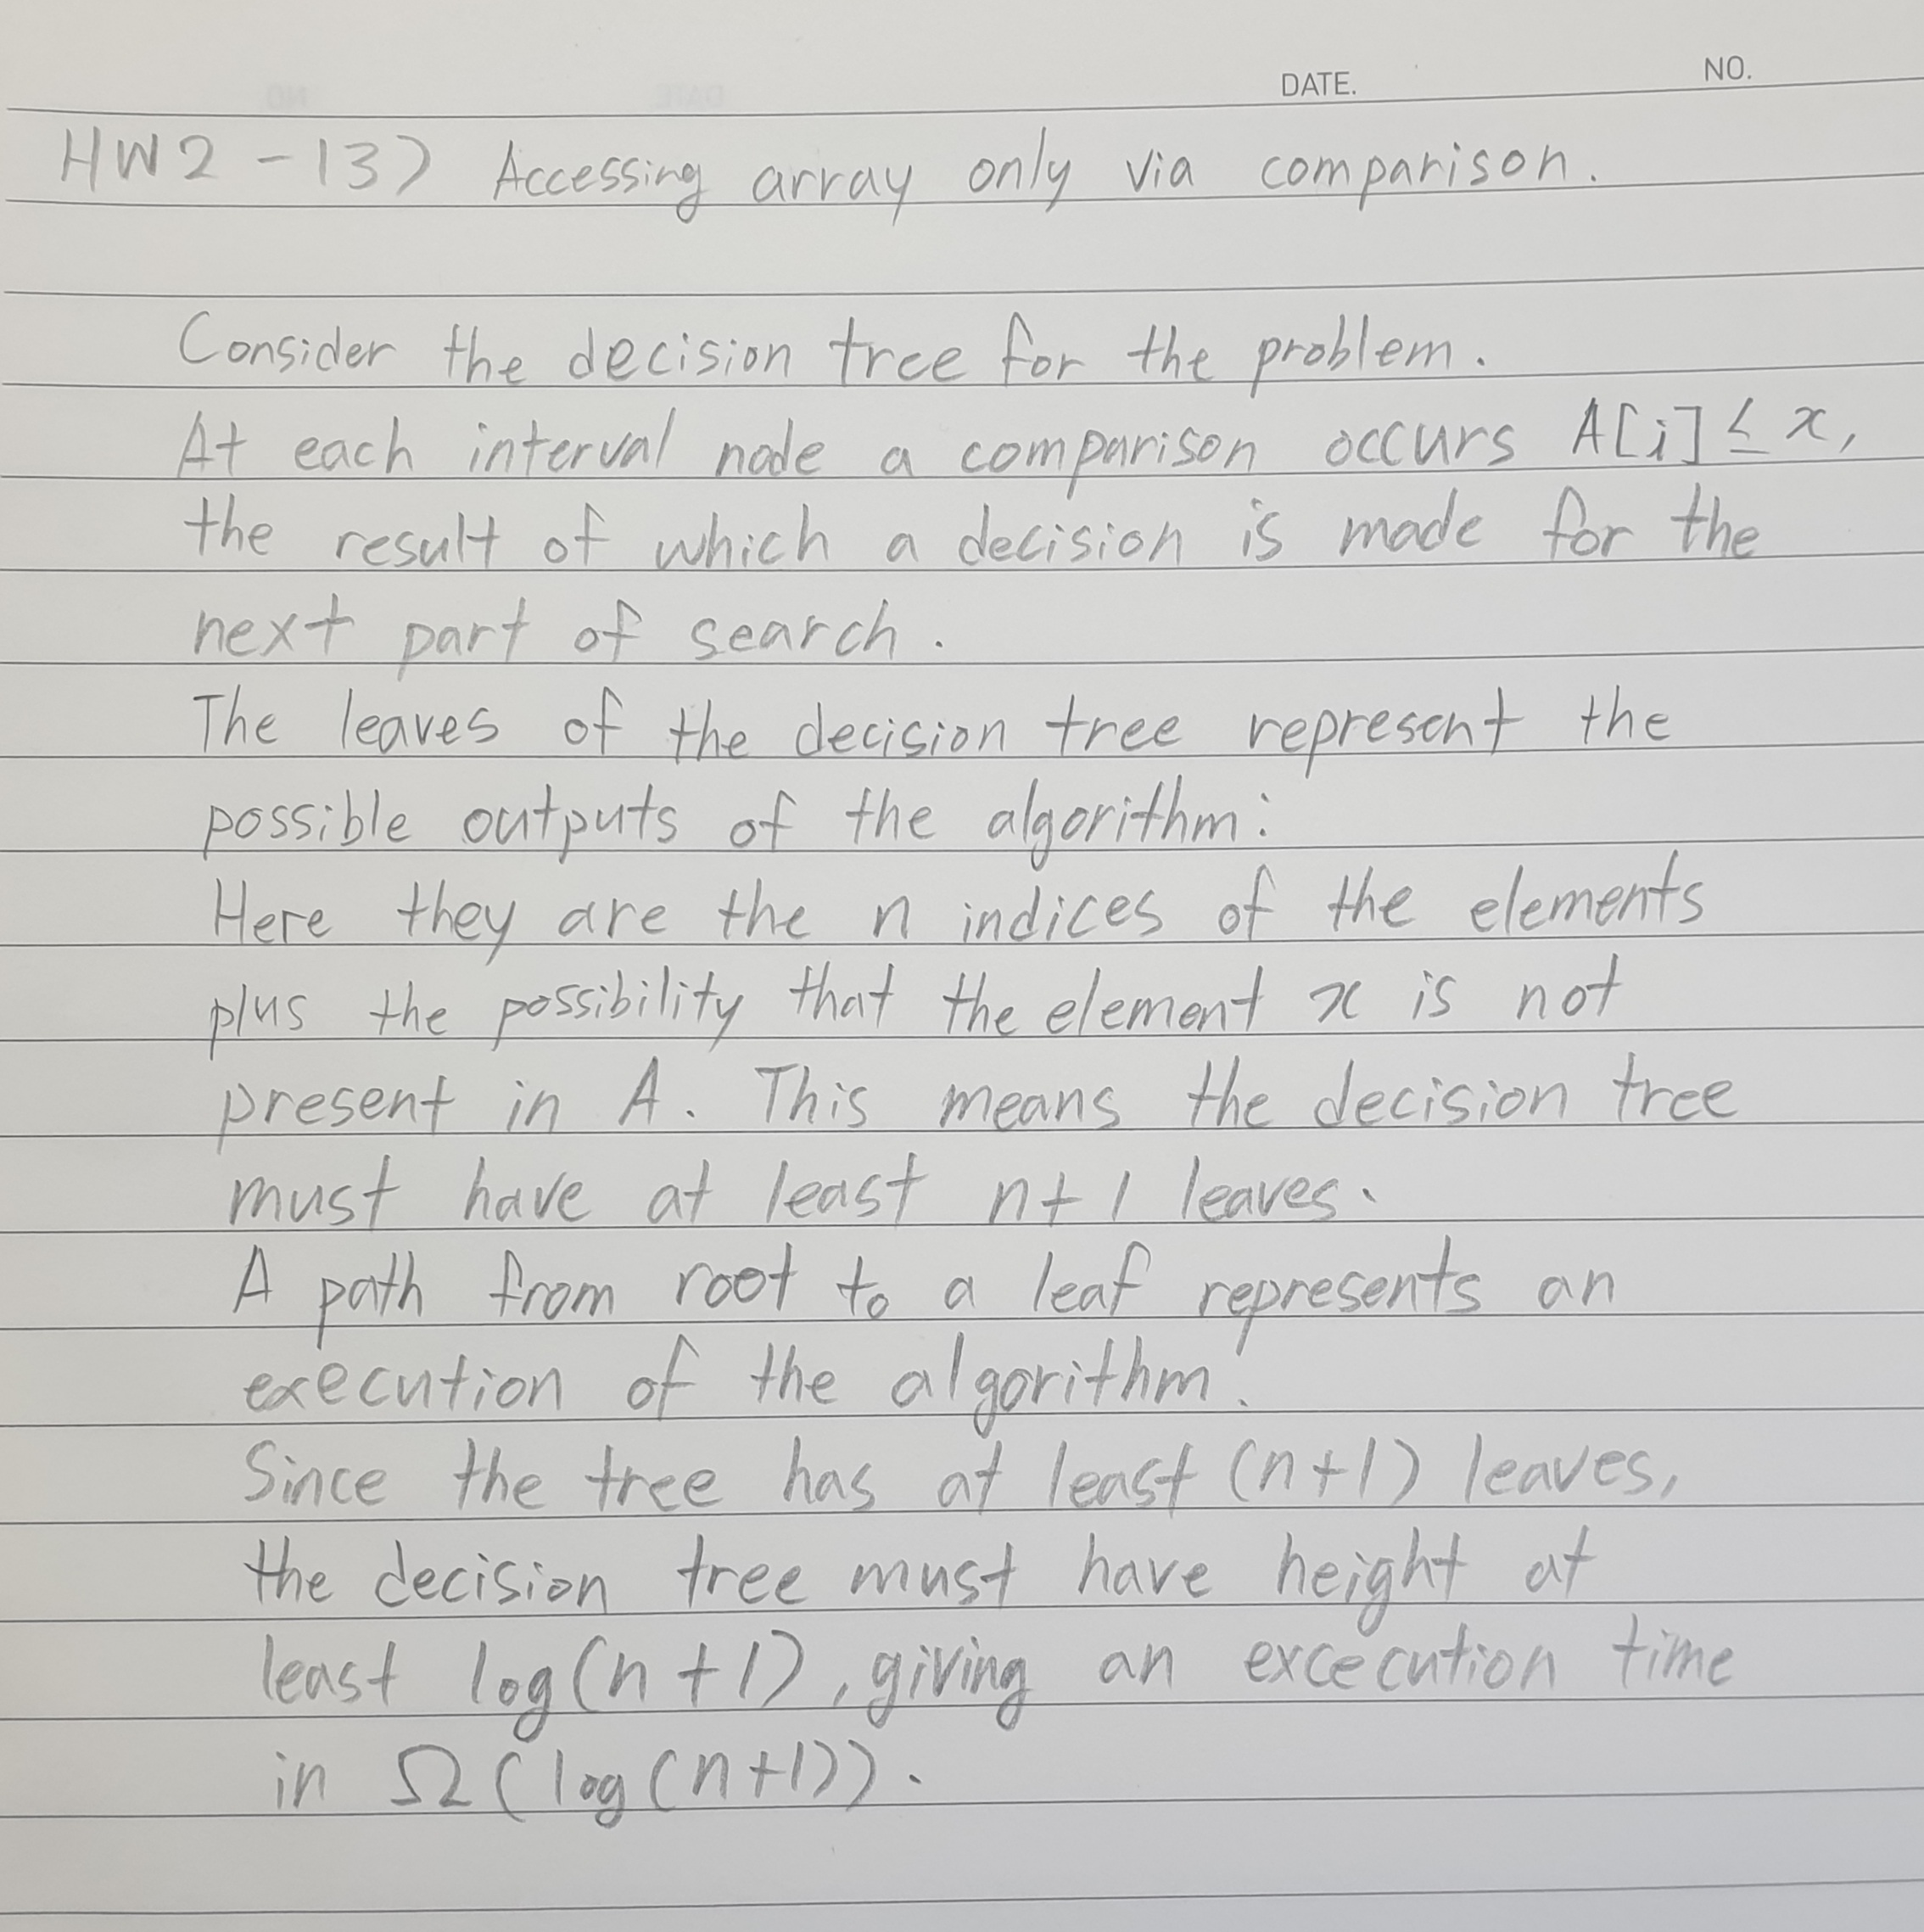 DATE. NO.
HW2-13) Accessing array only via comparison.
Consider the decision tree for the problem.
At each interval node a comparison occurs A[i] ≤ x,
the result of which a decision is made for the
next part of search.
The leaves of the decision tree represent the
possible outputs of the algorithm:
Here they are the n indices of the elements
plus the possibility that the element x is not
present in A. This means the decision tree
must have at least n+1 leaves.
A path from root to a leaf represents an
execution of the algorithm.
Since the tree has at least (n+1) leaves,
the decision tree must have height at
least log(n+1), giving an excecution time
in Ω(log(n+1)).